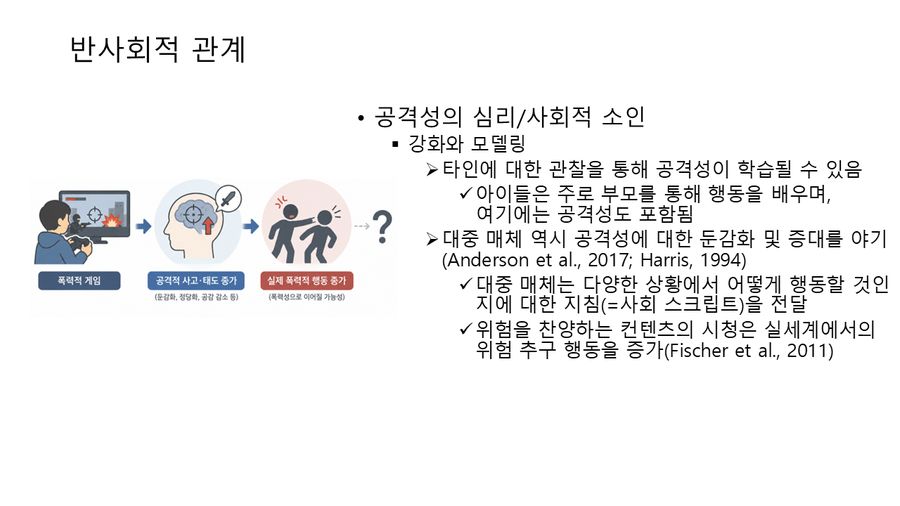 반사회적 관계
• 공격성의 심리/사회적 소인
▪ 강화와 모델링
➢타인에 대한 관찰을 통해 공격성이 학습될 수 있음
✓아이들은 주로 부모를 통해 행동을 배우며,
여기에는 공격성도 포함됨
➢대중 매체 역시 공격성에 대한 둔감화 및 증대를 야기
(Anderson et al., 2017; Harris, 1994)
✓대중 매체는 다양한 상황에서 어떻게 행동할 것인
지에 대한 지침(=사회 스크립트)을 전달
✓위험을 찬양하는 컨텐츠의 시청은 실세계에서의
위험 추구 행동을 증가(Fischer et al., 2011)
?
폭력적 게임
공격적 사고·태도 증가
(둔감화, 정당화, 공감 감소 등)
실제 폭력적 행동 증가
(폭력성으로 이어질 가능성)